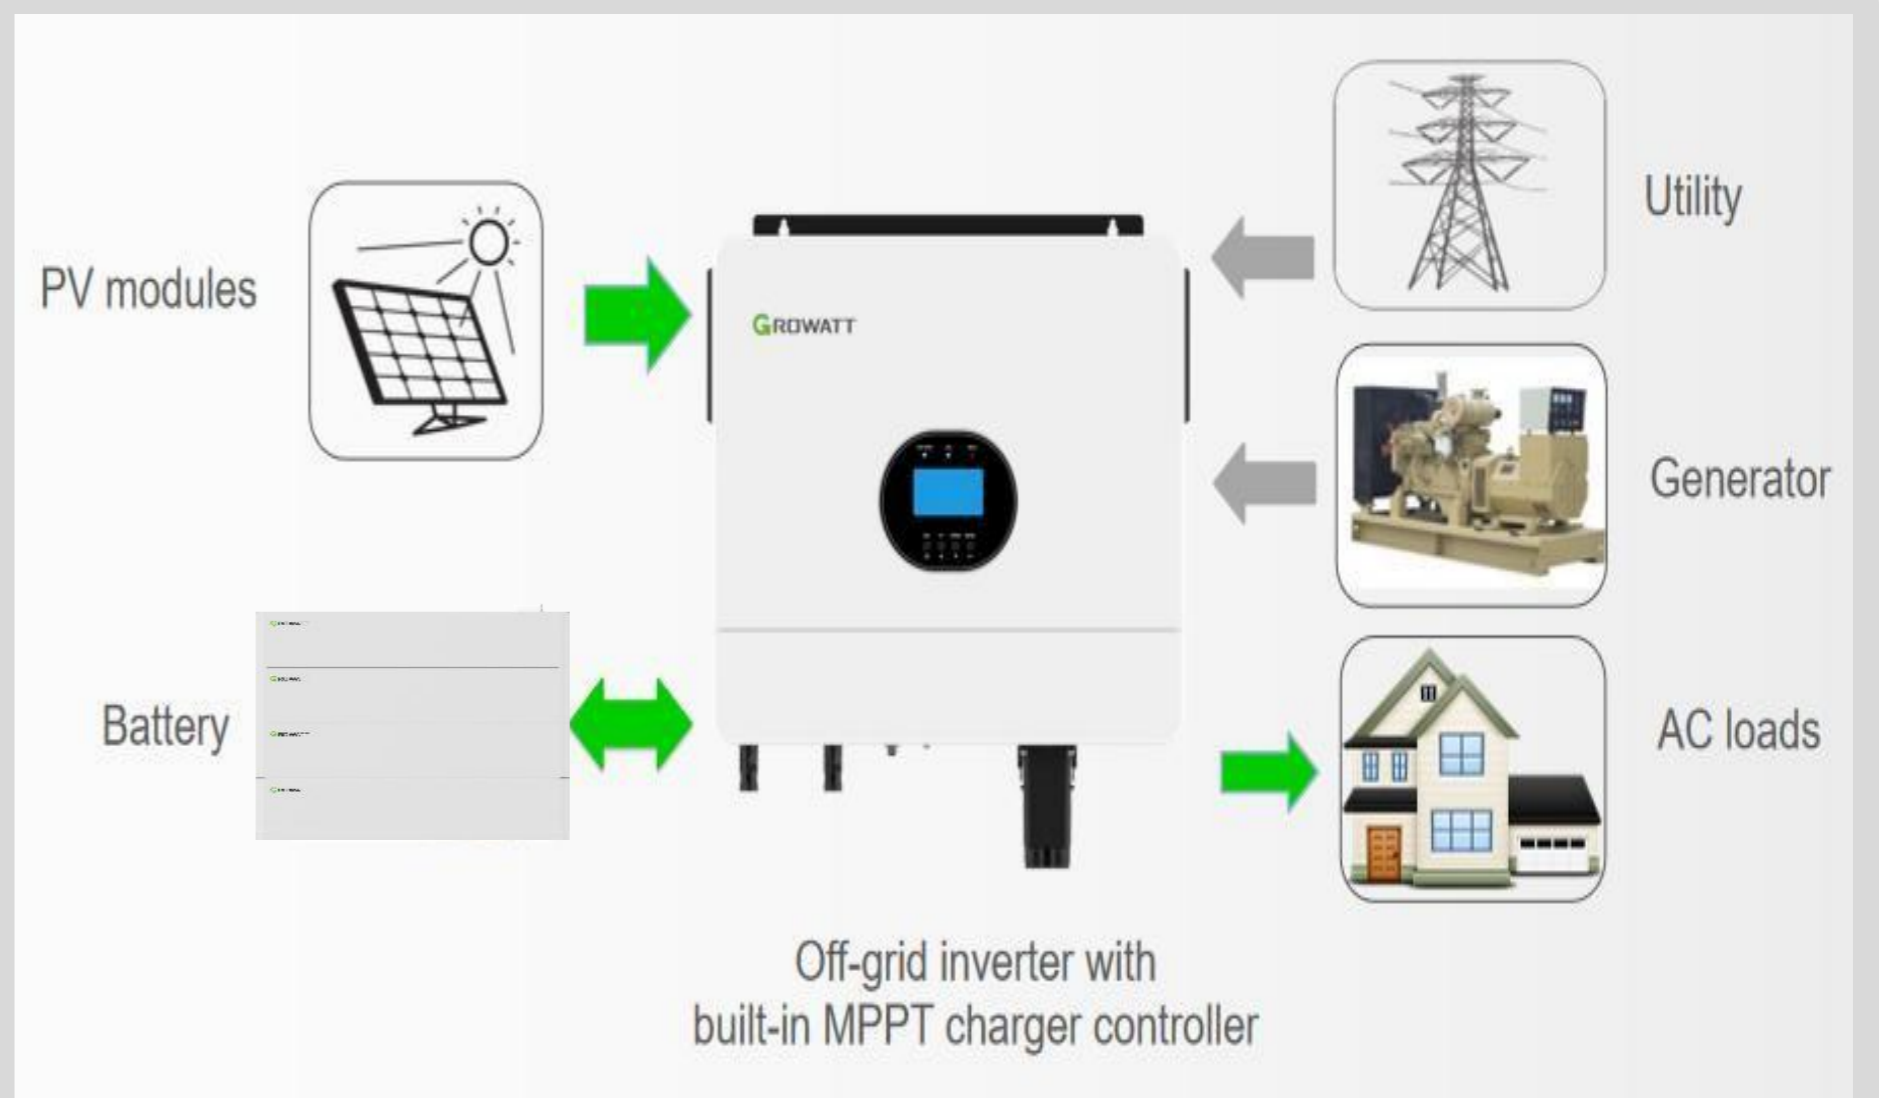 Utility
PV modules
GROWATT
Generator
Battery
AC loads
Off-grid inverter with
built-in MPPT charger controller